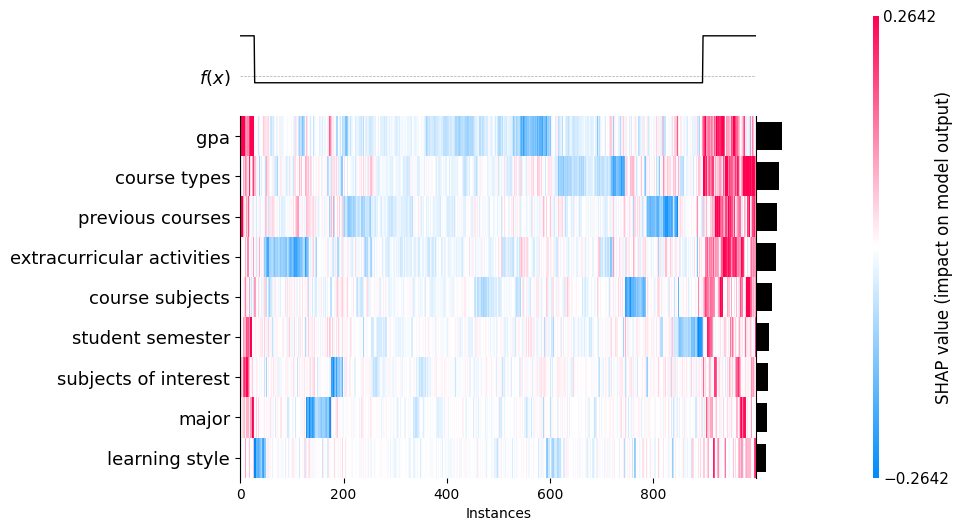 0.2642
f(x)
gpa
course types
previous courses
extracurricular activities
course subjects
student semester
subjects of interest
major
learning style
0 200 400 600 800
Instances
SHAP value (impact on model output)
−0.2642